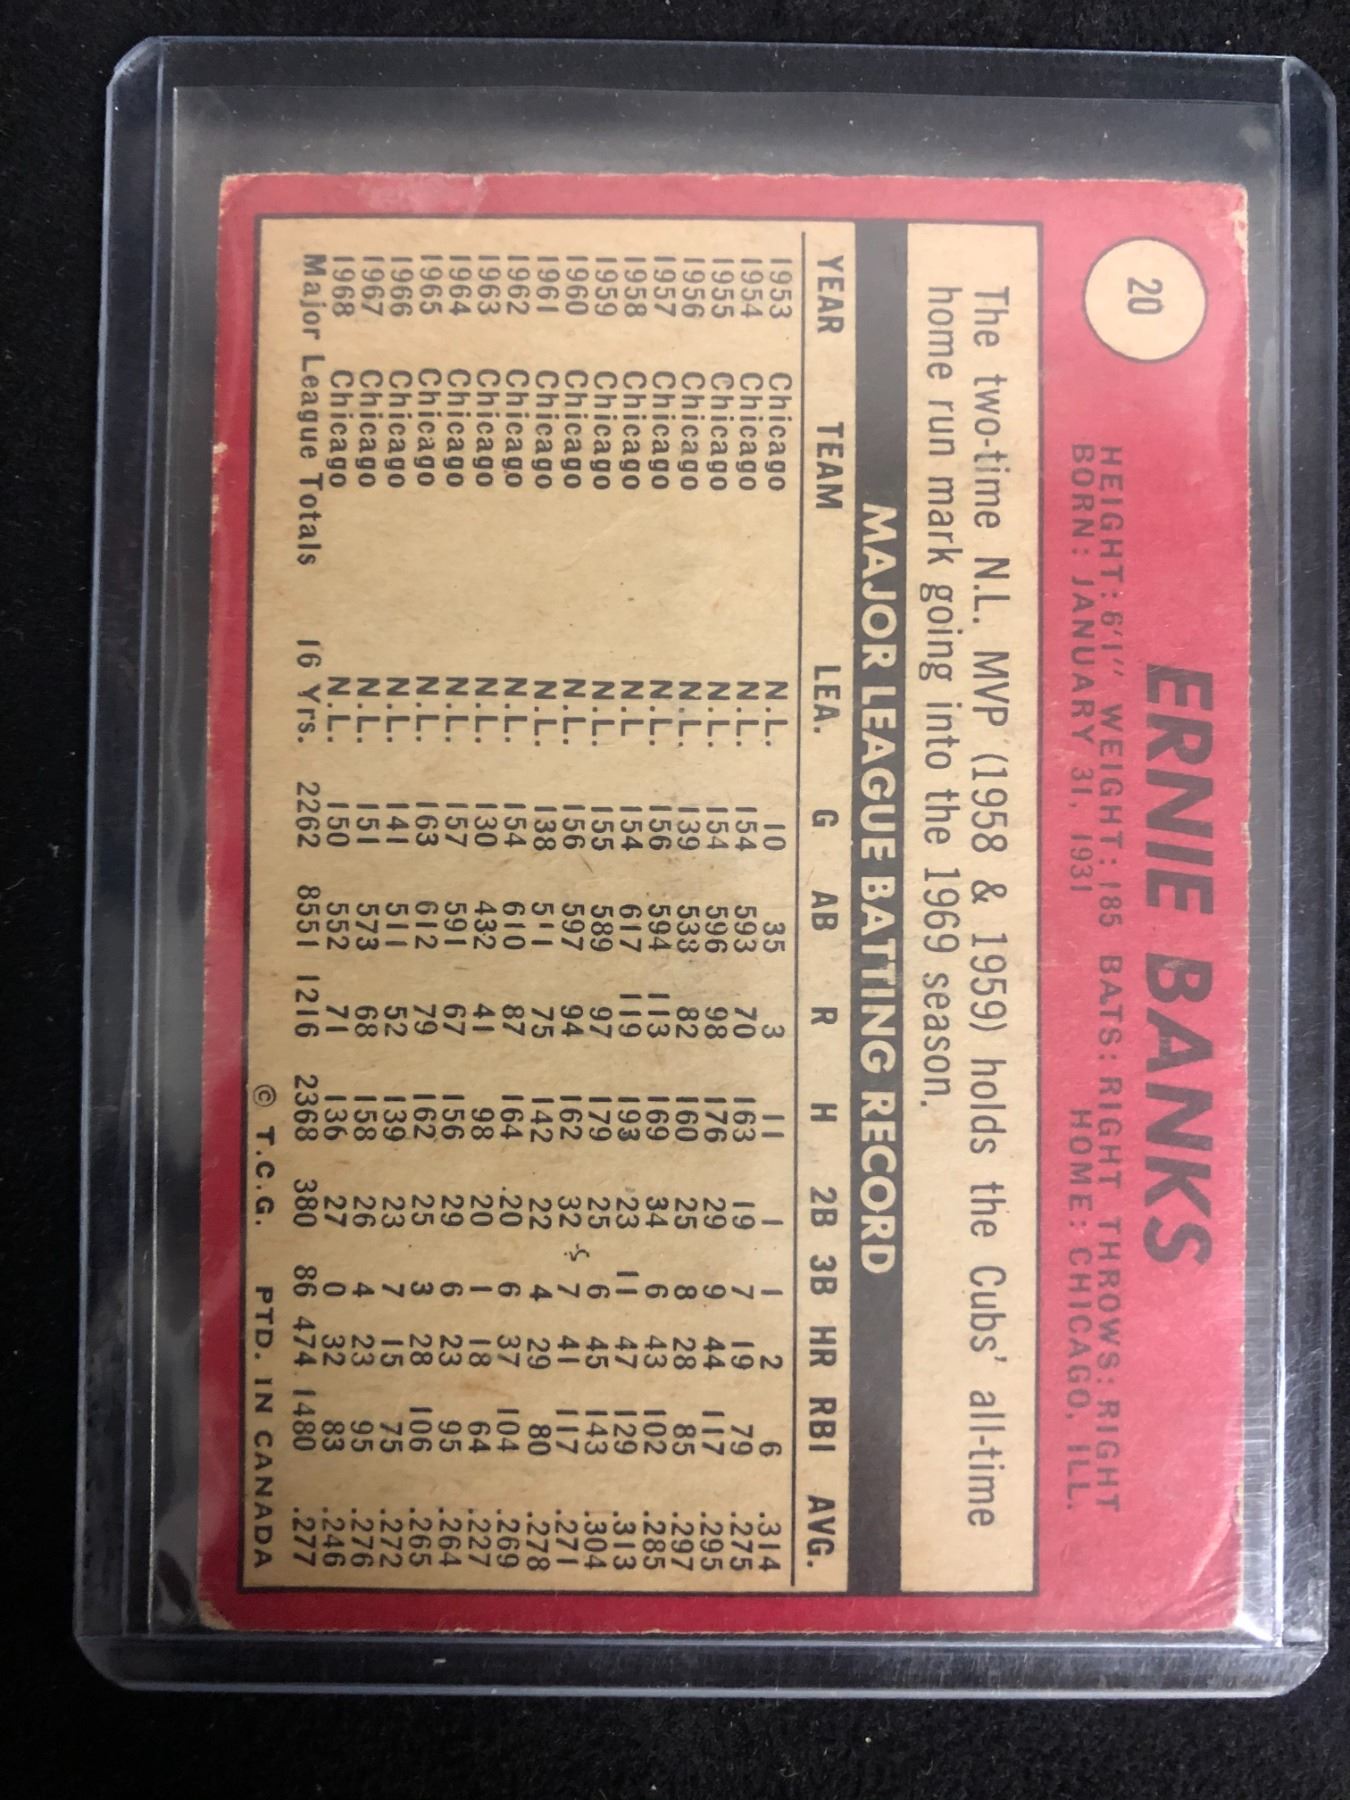 20
ERNIE BANKS
HEIGHT: 6'1" WEIGHT: 185 BATS: RIGHT THROWS: RIGHT
BORN: JANUARY 31, 1931 HOME: CHICAGO, ILL.
The two-time N.L. MVP (1958 & 1959) holds the Cubs' all-time
home run mark going into the 1969 season.
MAJOR LEAGUE BATTING RECORD
YEAR TEAM LEA. G AB R H 2B 3B HR RBI AVG.
1953 Chicago N.L. 10 35 3 11 1 1 2 6 .314
1954 Chicago N.L. 154 593 70 163 19 7 19 79 .275
1955 Chicago N.L. 154 596 98 176 29 9 44 117 .295
1956 Chicago N.L. 139 538 82 160 25 8 28 85 .297
1957 Chicago N.L. 156 594 113 169 34 6 43 102 .285
1958 Chicago N.L. 154 617 119 193 23 11 47 129 .313
1959 Chicago N.L. 155 589 97 179 25 6 45 143 .304
1960 Chicago N.L. 156 597 94 162 32 7 41 117 .271
1961 Chicago N.L. 138 511 75 142 22 4 29 80 .278
1962 Chicago N.L. 154 610 87 164 20 6 37 104 .269
1963 Chicago N.L. 130 432 41 98 20 1 18 64 .227
1964 Chicago N.L. 157 591 67 156 29 6 23 95 .264
1965 Chicago N.L. 163 612 79 162 25 3 28 106 .265
1966 Chicago N.L. 141 511 52 139 23 7 15 75 .272
1967 Chicago N.L. 151 573 68 158 26 4 23 95 .276
1968 Chicago N.L. 150 552 71 136 27 0 32 83 .246
Major League Totals 16 Yrs. 2262 8551 1216 2368 380 86 474 1480 .277
© T.C.G. PTD. IN CANADA